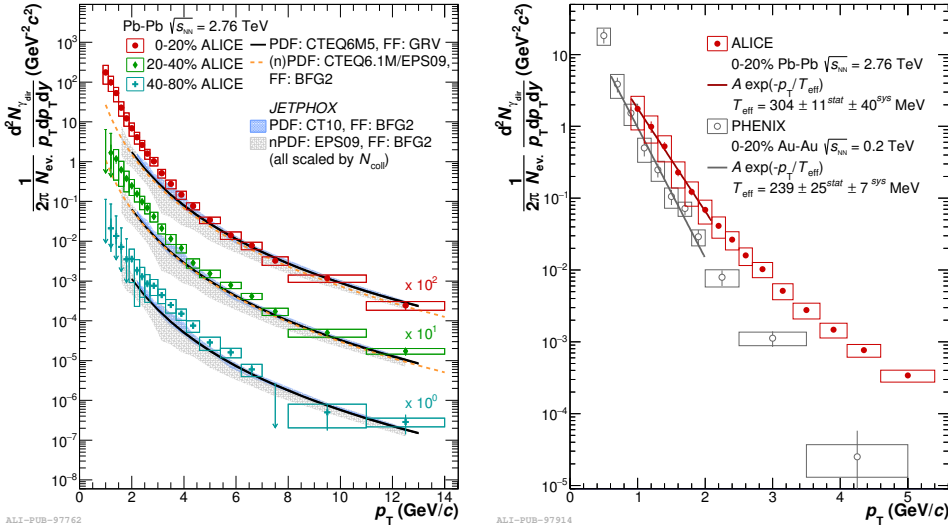 Pb-Pb √s_NN = 2.76 TeV
0-20% ALICE
20-40% ALICE
40-80% ALICE
PDF: CTEQ6M5, FF: GRV
(n)PDF: CTEQ6.1M/EPS09,
FF: BFG2
JETPHOX
PDF: CT10, FF: BFG2
nPDF: EPS09, FF: BFG2
(all scaled by N_coll)
1/(2π N_ev.) d²N_γdir/(p_T dp_T dy) (GeV⁻²c²)
10³
10²
10
1
10⁻¹
10⁻²
10⁻³
10⁻⁴
10⁻⁵
10⁻⁶
10⁻⁷
10⁻⁸
x 10²
x 10¹
x 10⁰
0 2 4 6 8 10 12 14
p_T (GeV/c)
ALI-PUB-97762
1/(2π N_ev.) d²N_γdir/(p_T dp_T dy) (GeV⁻²c²)
10
1
10⁻¹
10⁻²
10⁻³
10⁻⁴
10⁻⁵
ALICE
0-20% Pb-Pb √s_NN = 2.76 TeV
A exp(-p_T/T_eff)
T_eff = 304 ± 11^stat ± 40^sys MeV
PHENIX
0-20% Au-Au √s_NN = 0.2 TeV
A exp(-p_T/T_eff)
T_eff = 239 ± 25^stat ± 7^sys MeV
0 1 2 3 4 5
p_T (GeV/c)
ALI-PUB-97914